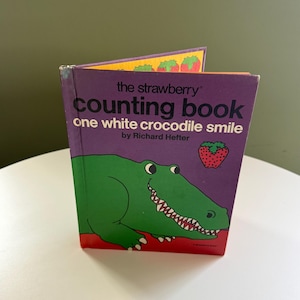 the strawberry®
counting book
one white crocodile smile
by Richard Hefter